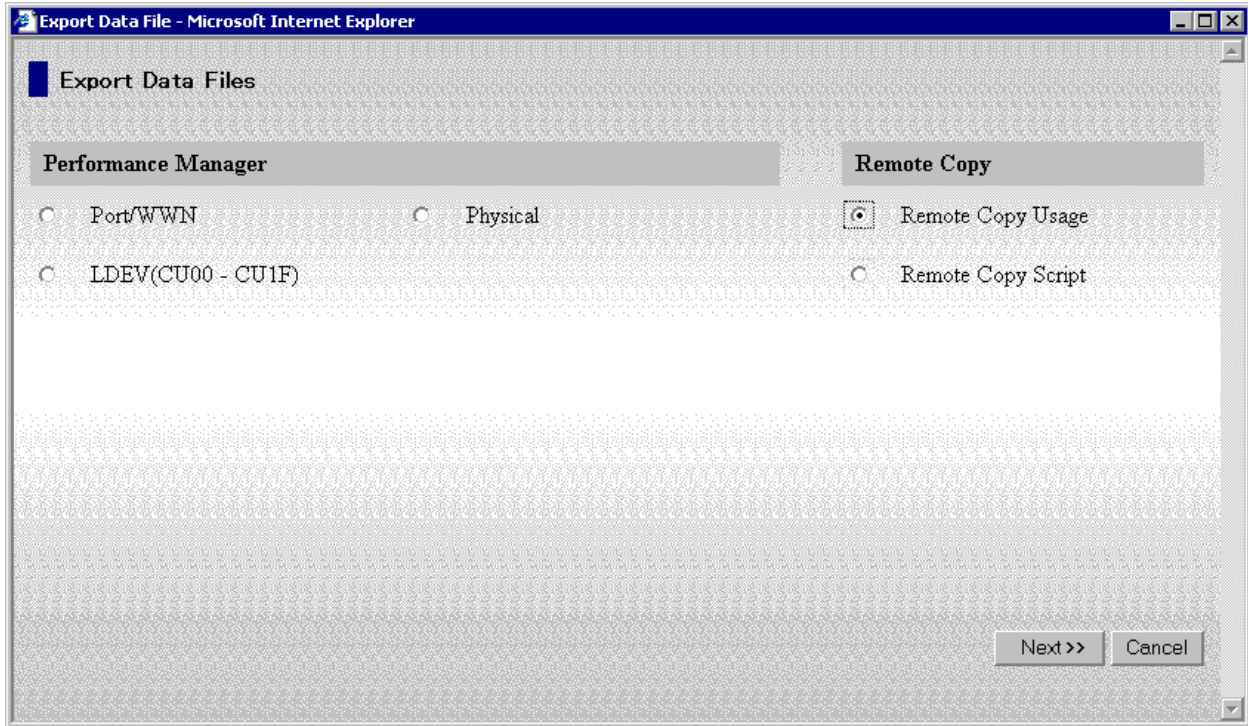 Export Data File - Microsoft Internet Explorer
Export Data Files
Performance Manager
Remote Copy
Port/WWN
Physical
Remote Copy Usage
LDEV(CU00 - CU1F)
Remote Copy Script
Next >>
Cancel